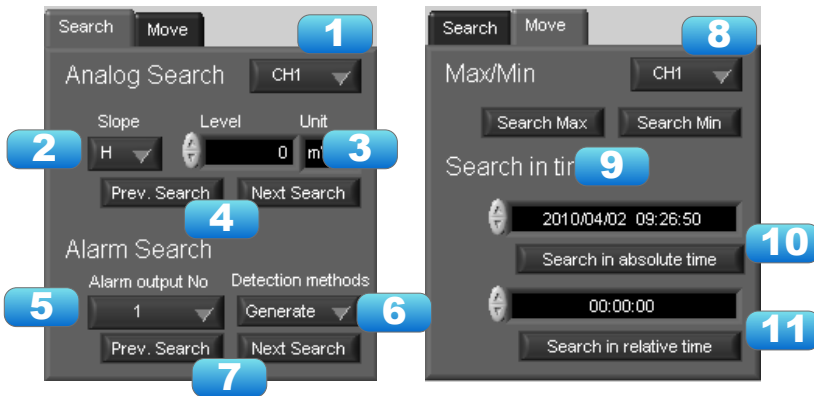 Search Move 1
Analog Search CH1
Slope Level Unit
2 H 0 3
Prev. Search Next Search
4
Alarm Search
Alarm output No Detection methods
5 1 Generate 6
Prev. Search Next Search
7
Search Move 8
Max/Min CH1
Search Max Search Min
9
Search in
2010/04/02 09:26:50
10
Search in absolute time
00:00:00
11
Search in relative time